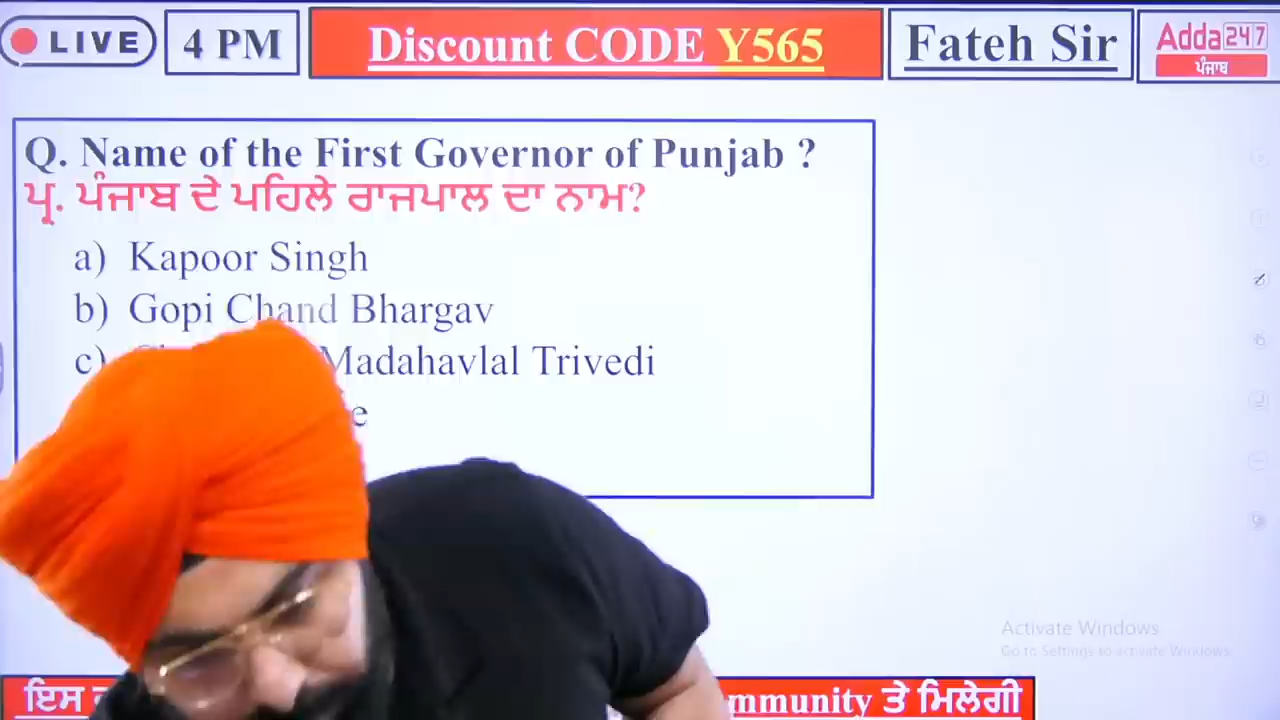 LIVE 4 PM Discount CODE Y565 Fateh Sir Adda247
ਪੰਜਾਬ
Q. Name of the First Governor of Punjab ?
ਪ੍ਰ. ਪੰਜਾਬ ਦੇ ਪਹਿਲੇ ਰਾਜਪਾਲ ਦਾ ਨਾਮ?
a) Kapoor Singh
b) Gopi Chand Bhargav
c) Madahavlal Trivedi
Activate Windows
Go to Settings to activate Windows.
ਇਸ ਤੇ ਮਿਲੇਗੀ